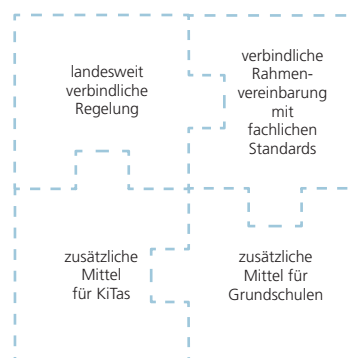 landesweit
verbindliche
Regelung
verbindliche
Rahmen-
vereinbarung
mit
fachlichen
Standards
zusätzliche
Mittel
für KiTas
zusätzliche
Mittel für
Grundschulen